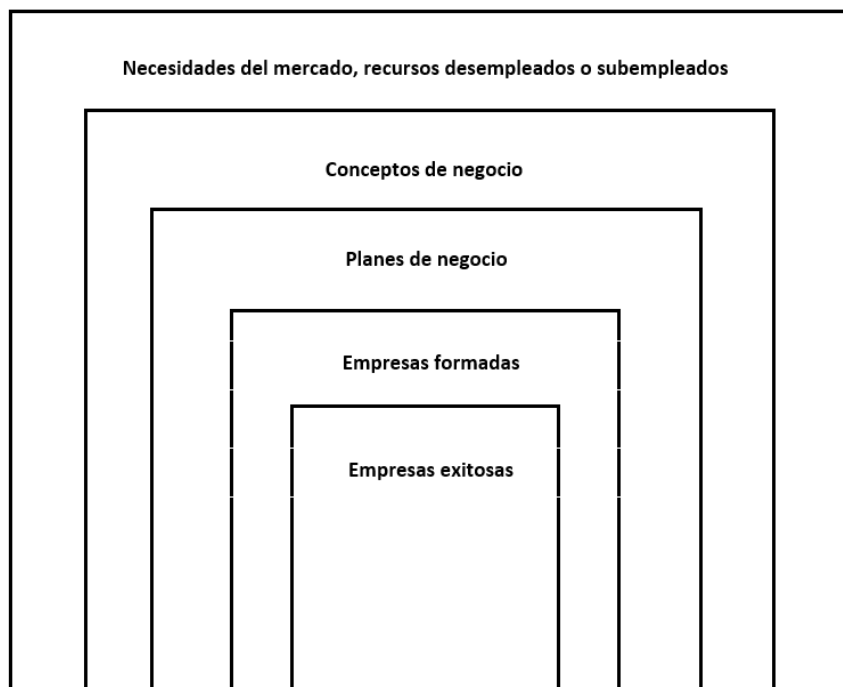 Necesidades del mercado, recursos desempleados o subempleados
Conceptos de negocio
Planes de negocio
Empresas formadas
Empresas exitosas